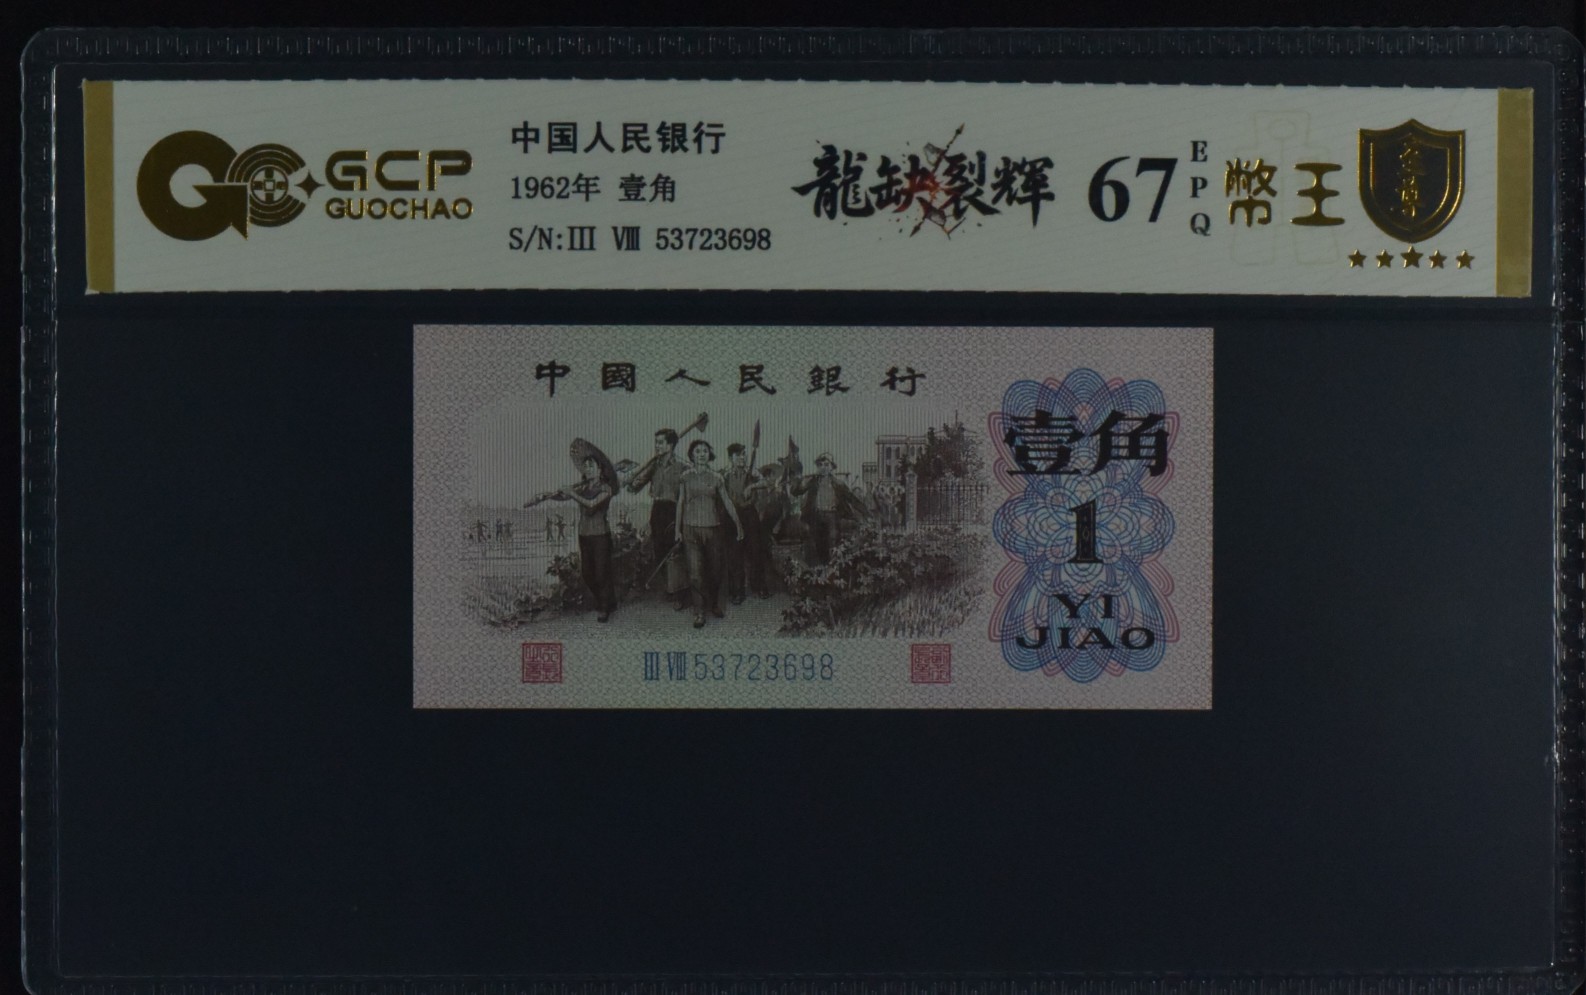 GCP
GUOCHAO
中国人民银行
1962年 壹角
S/N:III VIII 53723698
龍缺裂輝
67
EPQ
幣王
中國人民銀行
壹角
1
YI
JIAO
III VIII 53723698